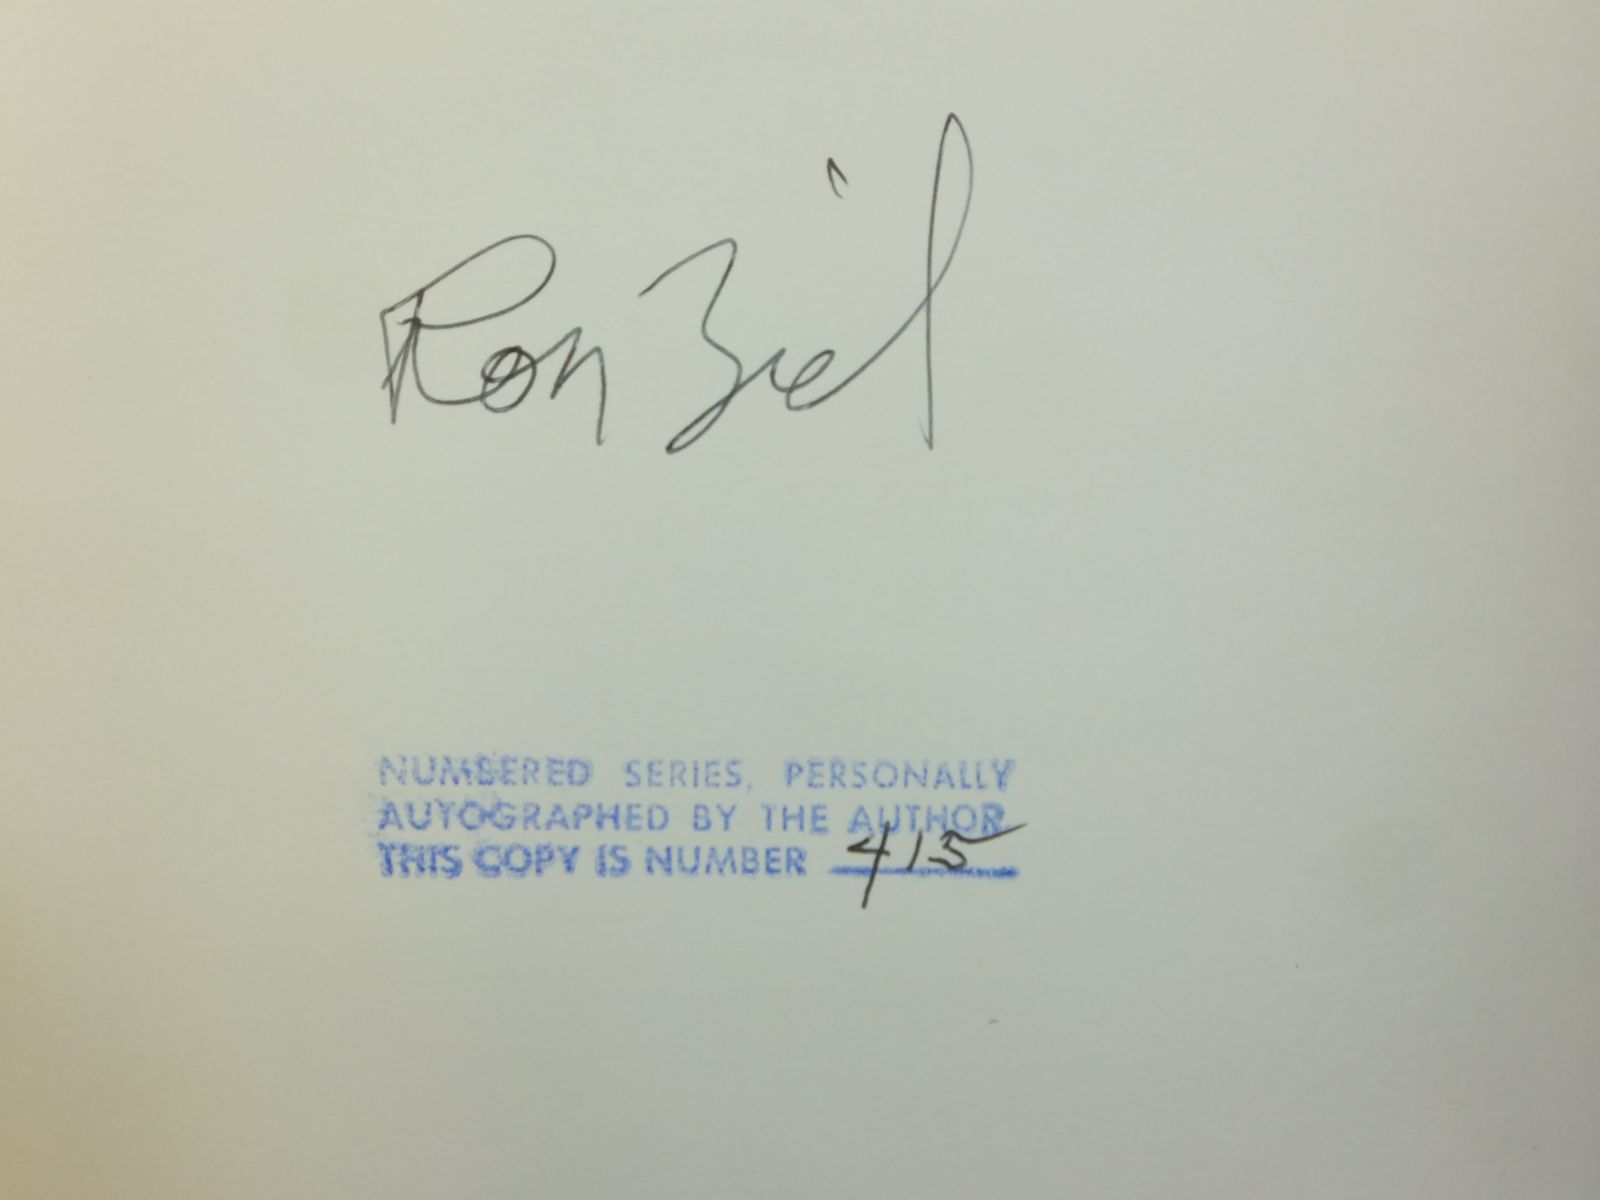 Ron Ziel
NUMBERED SERIES, PERSONALLY
AUTOGRAPHED BY THE AUTHOR
THIS COPY IS NUMBER 415